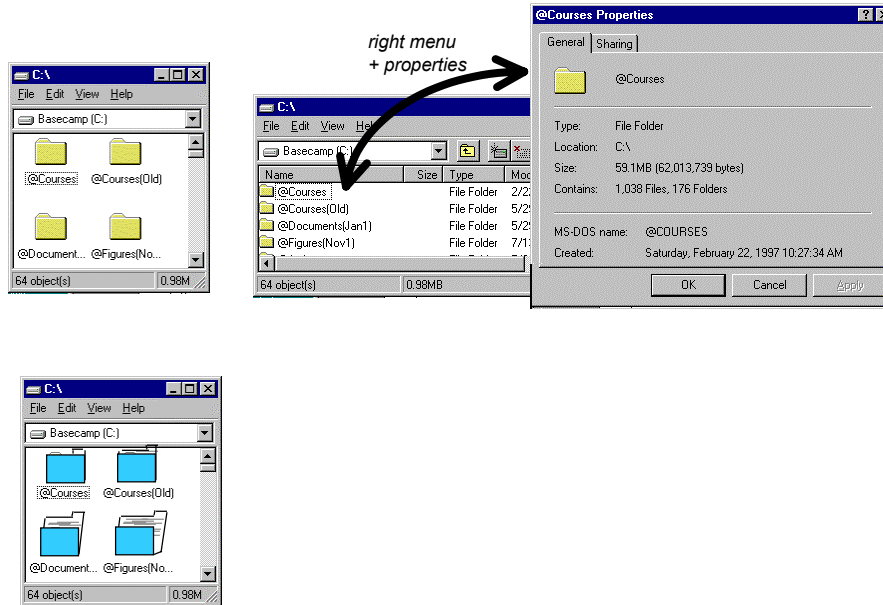 right menu
+ properties
C:\
File Edit View Help
Basecamp (C:)
@Courses @Courses(Old)
@Document... @Figures(No...
64 object(s) 0.98M
C:\
File Edit View
Basecamp (C:)
Name Size Type
@Courses File Folder
@Courses(Old) File Folder
@Documents(Jan1) File Folder
@Figures(Nov1) File Folder
64 object(s) 0.98MB
@Courses Properties
General Sharing
@Courses
Type: File Folder
Location: C:\
Size: 59.1MB (62,013,739 bytes)
Contains: 1,038 Files, 176 Folders
MS-DOS name: @COURSES
Created: Saturday, February 22, 1997 10:27:34 AM
OK Cancel Apply
C:\
File Edit View Help
Basecamp (C:)
@Courses @Courses(Old)
@Document... @Figures(No...
64 object(s) 0.98M